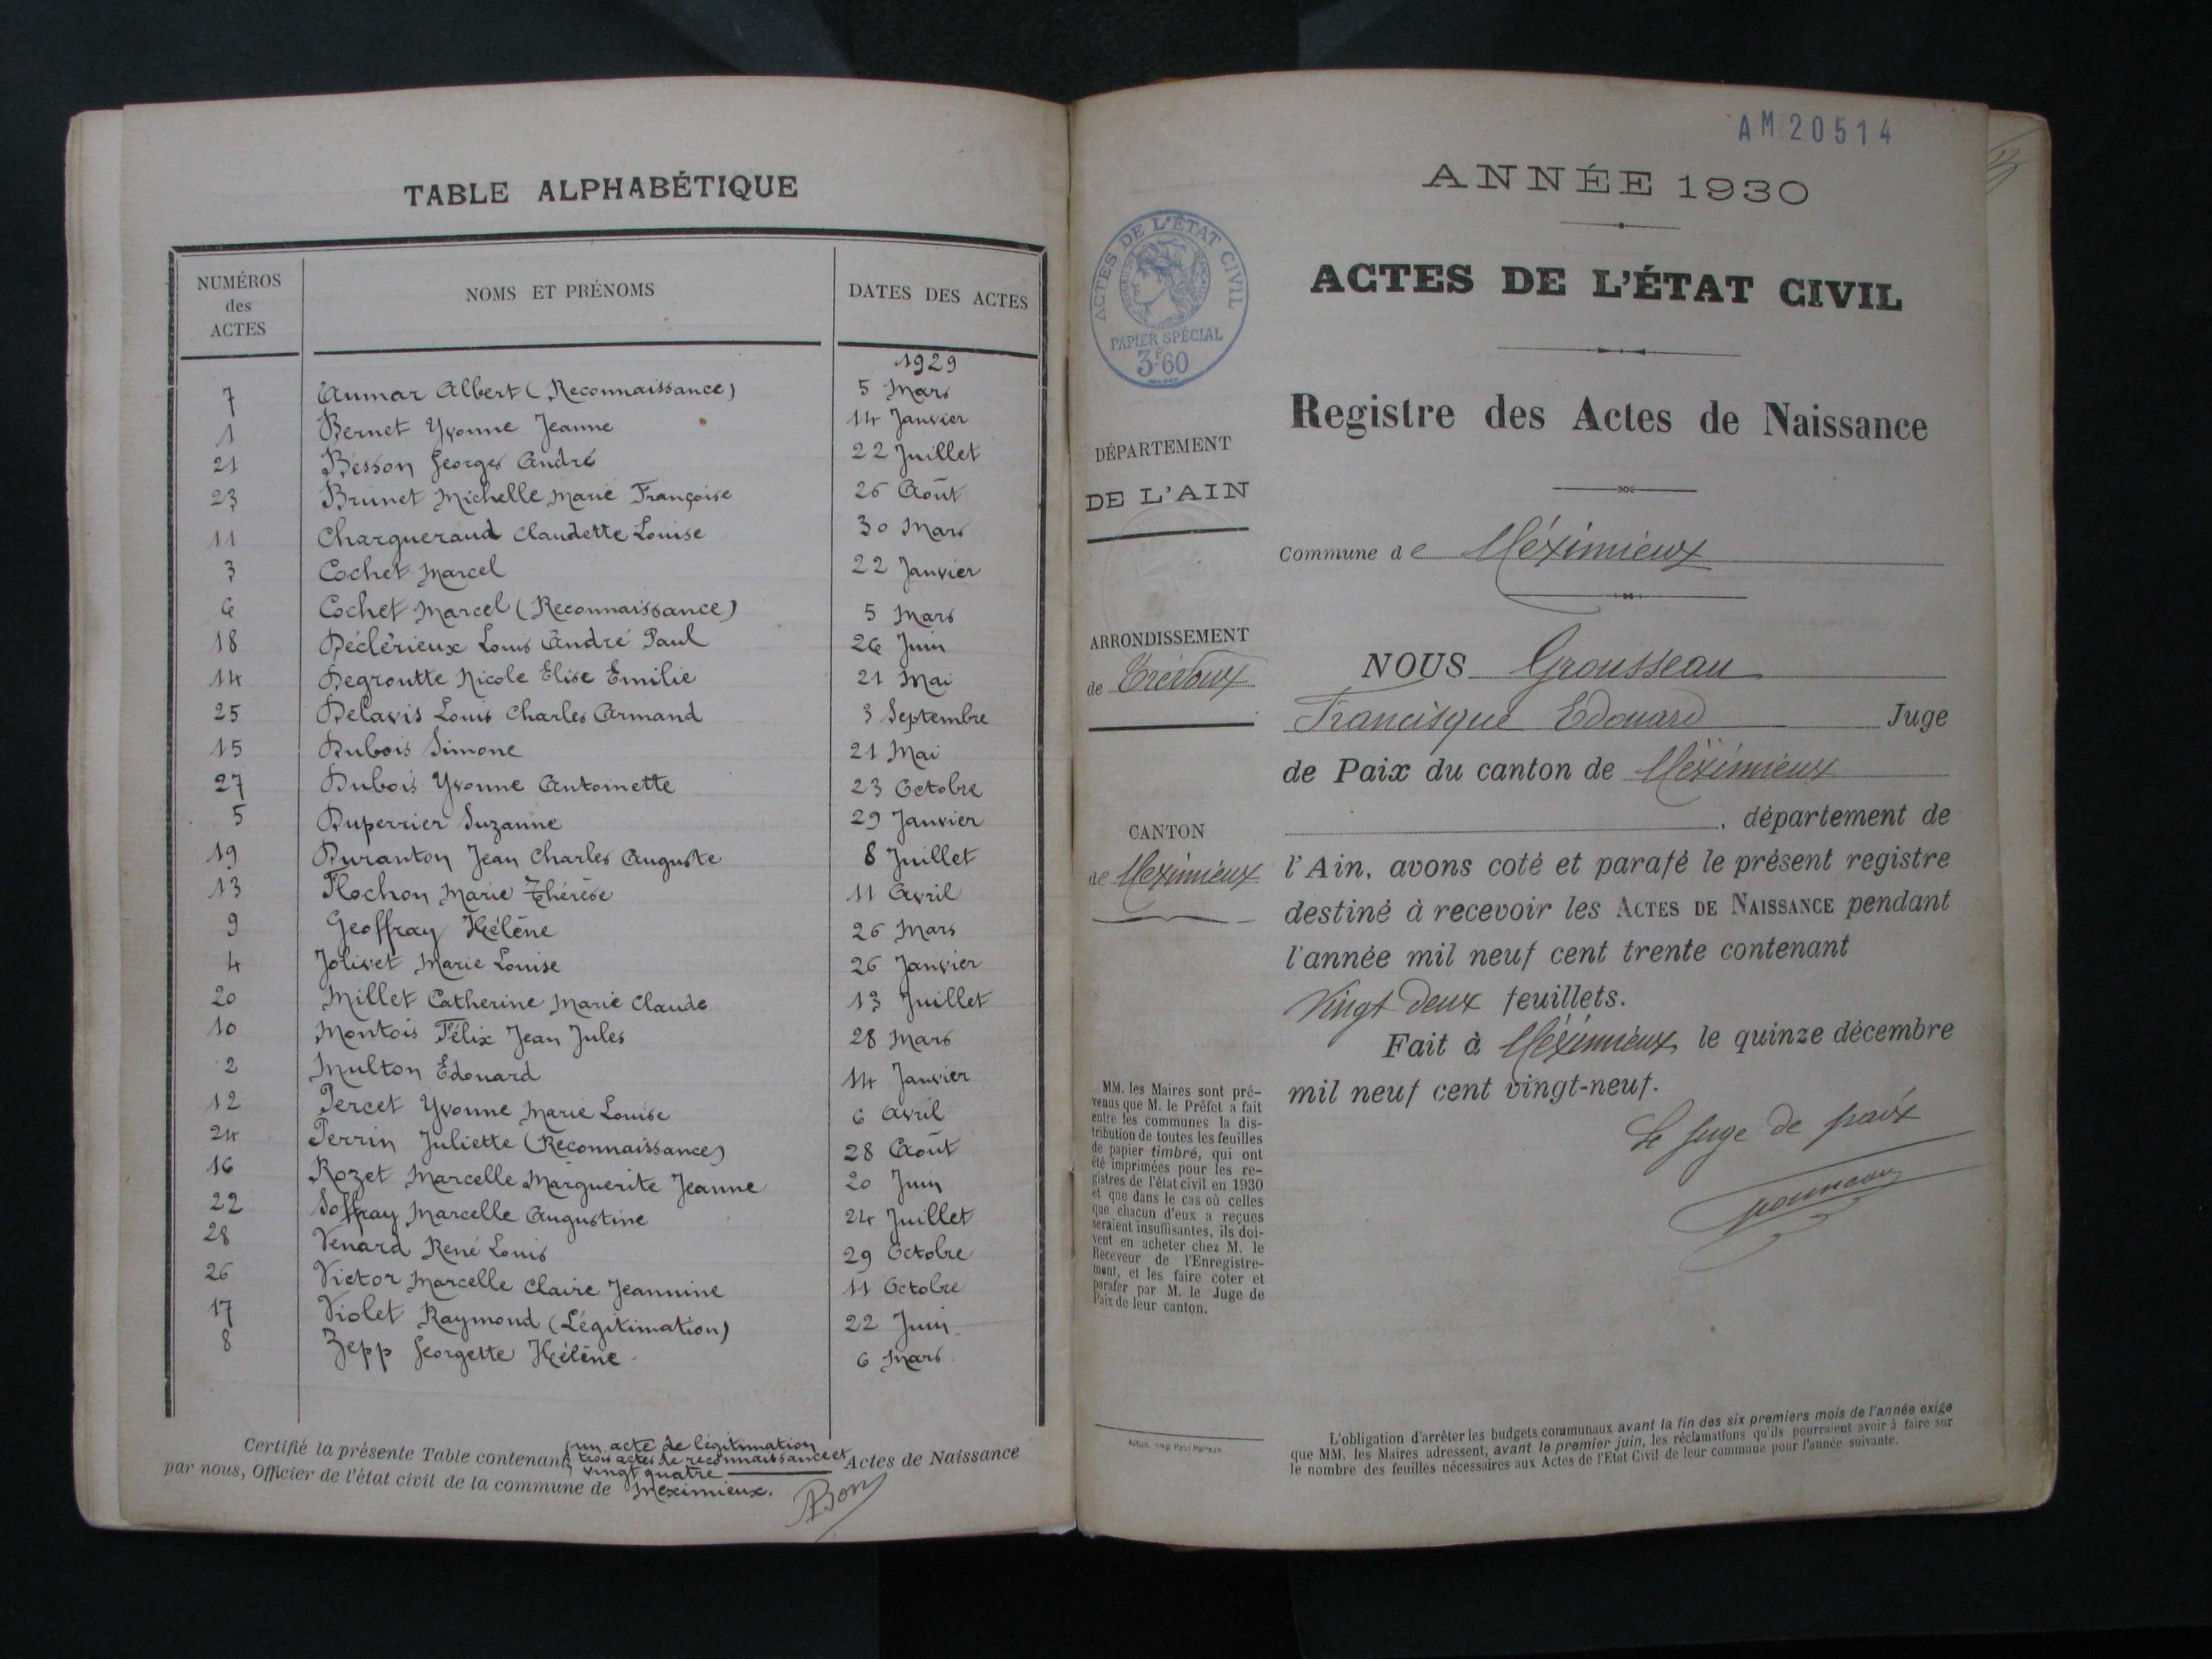 TABLE ALPHABÉTIQUE
NUMÉROS des ACTES
NOMS ET PRÉNOMS
DATES DES ACTES
1929
7 Aumar Albert (Reconnaissance) 5 Mars
1 Bernet Yvonne Jeanne 14 Janvier
21 Besson Georges André 22 Juillet
23 Brunet Michelle Marie Françoise 26 Août
11 Charqueraud Claudette Louise 30 Mars
3 Cochet Marcel 22 Janvier
6 Cochet Marcel (Reconnaissance) 5 Mars
18 Déclérieux Louis André Paul 26 Juin
14 Degroutte Nicole Elise Emilie 21 Mai
25 Delavis Louis Charles Armand 3 Septembre
15 Dubois Simone 21 Mai
27 Dubois Yvonne Antoinette 23 Octobre
5 Duperrier Suzanne 29 Janvier
19 Duranton Jean Charles Auguste 8 Juillet
13 Flochon Marie Thérèse 11 Avril
9 Geoffray Hélène 26 Mars
4 Jolivet Marie Louise 26 Janvier
20 Millet Catherine Marie Claude 13 Juillet
10 Montois Félix Jean Jules 28 Mars
2 Multon Edouard 14 Janvier
12 Percet Yvonne Marie Louise 6 Avril
24 Perrin Juliette (Reconnaissance) 28 Août
16 Rozet Marcelle Marguerite Jeanne 20 Juin
22 Soffray Marcelle Augustine 24 Juillet
28 Venard René Louis 29 Octobre
26 Victor Marcelle Claire Jeannine 11 Octobre
17 Violet Raymond (Légitimation) 22 Juin
8 Zepp Georgette Hélène 6 Mars
un acte de légitimation
trois actes de reconnaissance et
Certifié la présente Table contenant vingt quatre Actes de Naissance
par nous, Officier de l'état civil de la commune de Meximieux.
AM 20514
ANNÉE 1930
ACTES DE L'ÉTAT CIVIL
PAPIER SPÉCIAL
3F60
ACTES DE L'ÉTAT CIVIL
Registre des Actes de Naissance
DÉPARTEMENT
DE L'AIN
Commune de Méximieux
ARRONDISSEMENT
de Trévoux
CANTON
de Meximieux
NOUS Grousseau
Francisque Edouard Juge
de Paix du canton de Méximieux
, département de
l'Ain, avons coté et parafé le présent registre
destiné à recevoir les ACTES DE NAISSANCE pendant
l'année mil neuf cent trente contenant
Vingt deux feuillets.
Fait à Méximieux, le quinze décembre
mil neuf cent vingt-neuf.
Le Juge de paix
MM. les Maires sont pré-
venus que M. le Préfet a fait
entre les communes la dis-
tribution de toutes les feuilles
de papier timbré, qui ont
été imprimées pour les re-
gistres de l'état civil en 1930
et que dans le cas où celles
que chacun d'eux a reçues
seraient insuffisantes, ils doi-
vent en acheter chez M. le
Receveur de l'Enregistre-
ment, et les faire coter et
parafer par M. le Juge de
Paix de leur canton.
L'obligation d'arrêter les budgets communaux avant la fin des six premiers mois de l'année exige
que MM. les Maires adressent, avant le premier juin, les réclamations qu'ils pourraient avoir à faire sur
le nombre des feuilles nécessaires aux Actes de l'Etat Civil de leur commune pour l'année suivante.